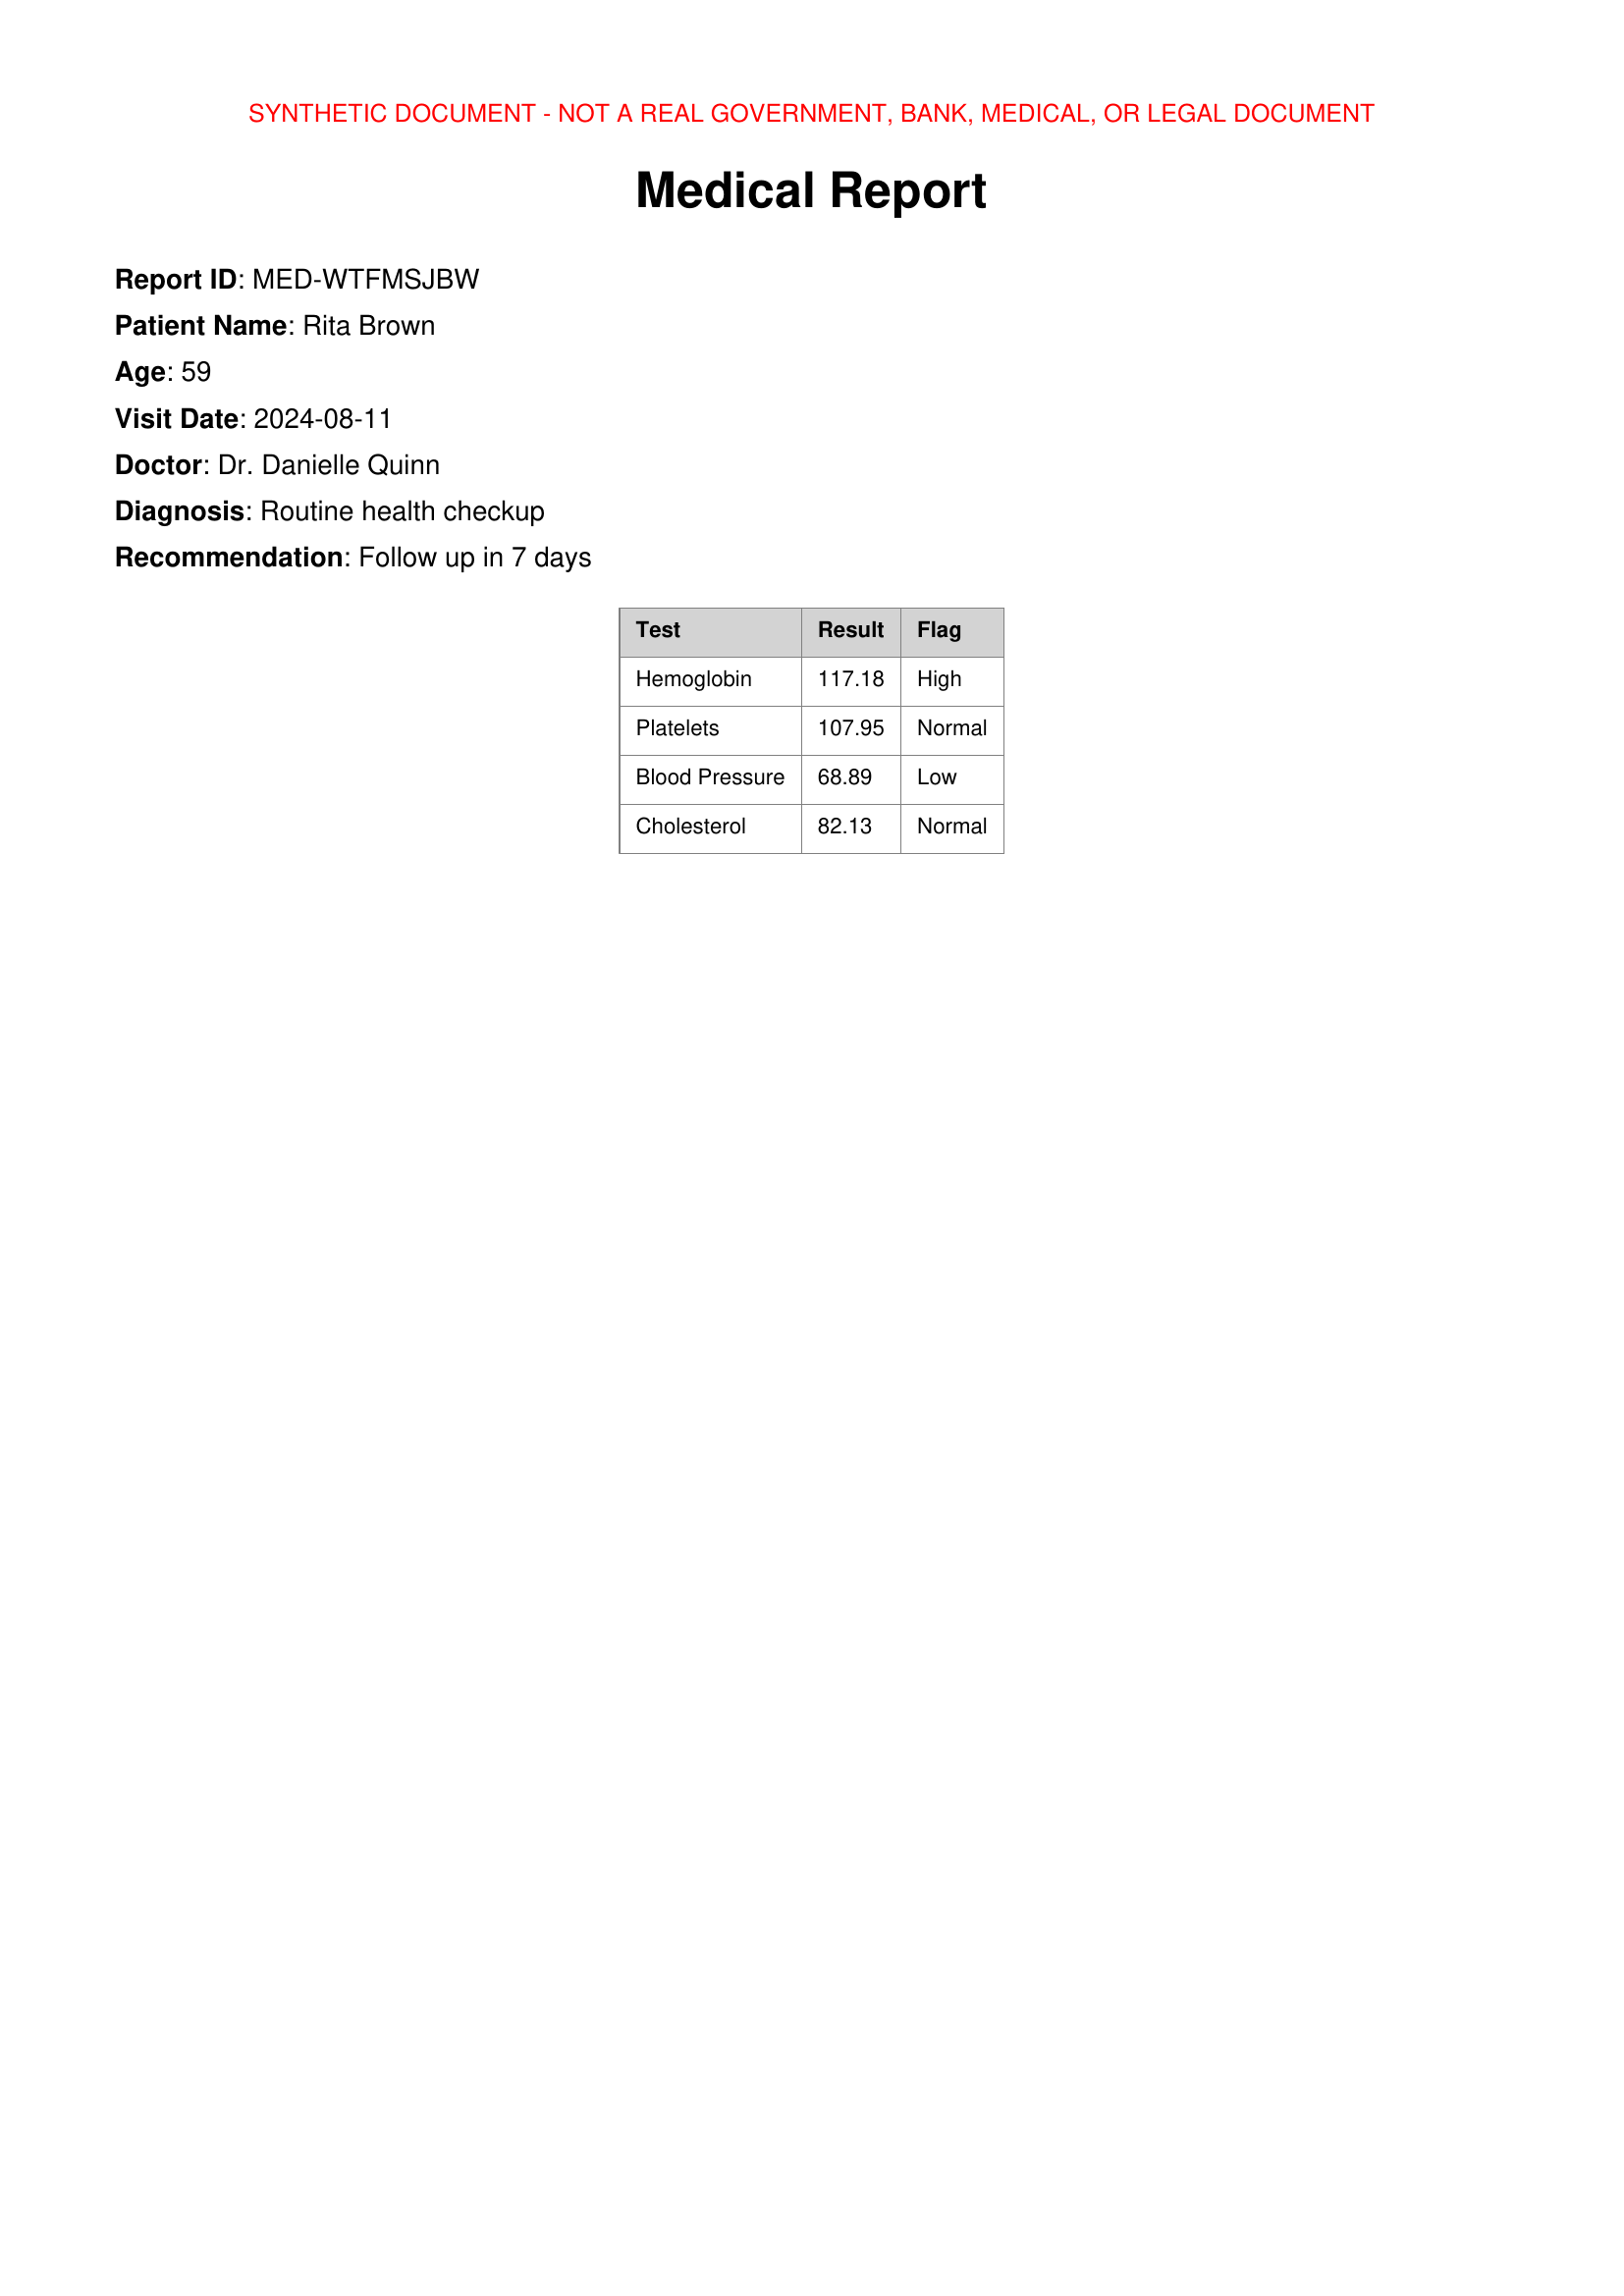 SYNTHETIC DOCUMENT - NOT A REAL GOVERNMENT, BANK, MEDICAL, OR LEGAL DOCUMENT
Medical Report
Report ID: MED-WTFMSJBW
Patient Name: Rita Brown
Age: 59
Visit Date: 2024-08-11
Doctor: Dr. Danielle Quinn
Diagnosis: Routine health checkup
Recommendation: Follow up in 7 days
Test Result Flag
Hemoglobin 117.18 High
Platelets 107.95 Normal
Blood Pressure 68.89 Low
Cholesterol 82.13 Normal